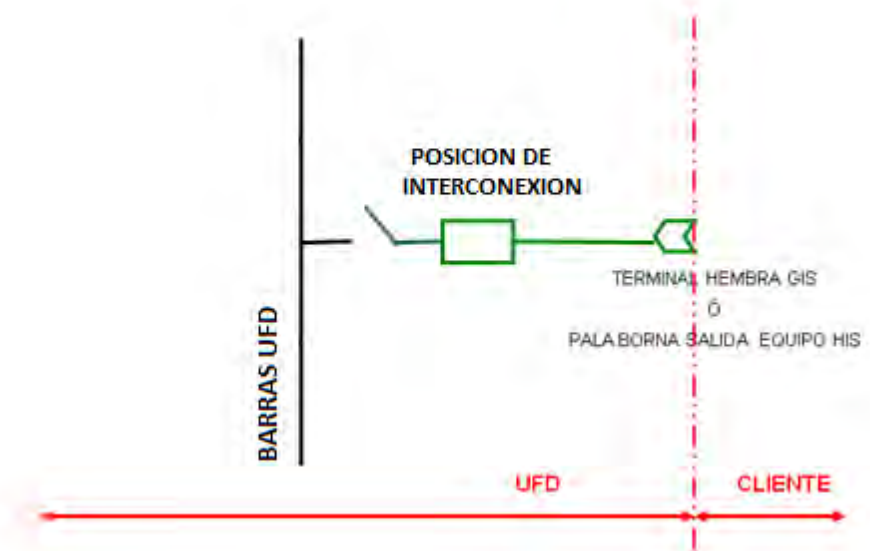 POSICION DE
INTERCONEXION
TERMINAL HEMBRA GIS
Ó
PALA BORNA SALIDA EQUIPO HIS
BARRAS UFD
UFD
CLIENTE